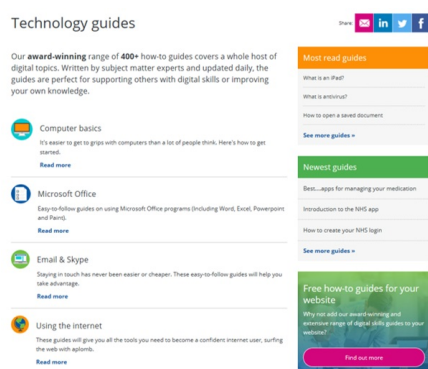 Technology guides
Share:
in
f
Our award-winning range of 400+ how-to guides covers a whole host of
digital topics. Written by subject matter experts and updated daily, the
guides are perfect for supporting others with digital skills or improving
your own knowledge.
Computer basics
It's easier to get to grips with computers than a lot of people think. Here's how to get
started.
Read more
Microsoft Office
Easy-to-follow guides on using Microsoft Office programs (including Word, Excel, Powerpoint
and Paint).
Read more
Email & Skype
Staying in touch has never been easier or cheaper. These easy-to-follow guides will help you
take advantage.
Read more
Using the internet
These guides will give you all the tools you need to become a confident internet user, surfing
the web with aplomb.
Read more
Most read guides
What is an iPad?
What is antivirus?
How to open a saved document
See more guides »
Newest guides
Best....apps for managing your medication
Introduction to the NHS app
How to create your NHS login
See more guides »
Free how-to guides for your
website
Why not add our award-winning and
extensive range of digital skills guides to your
website?
Find out more